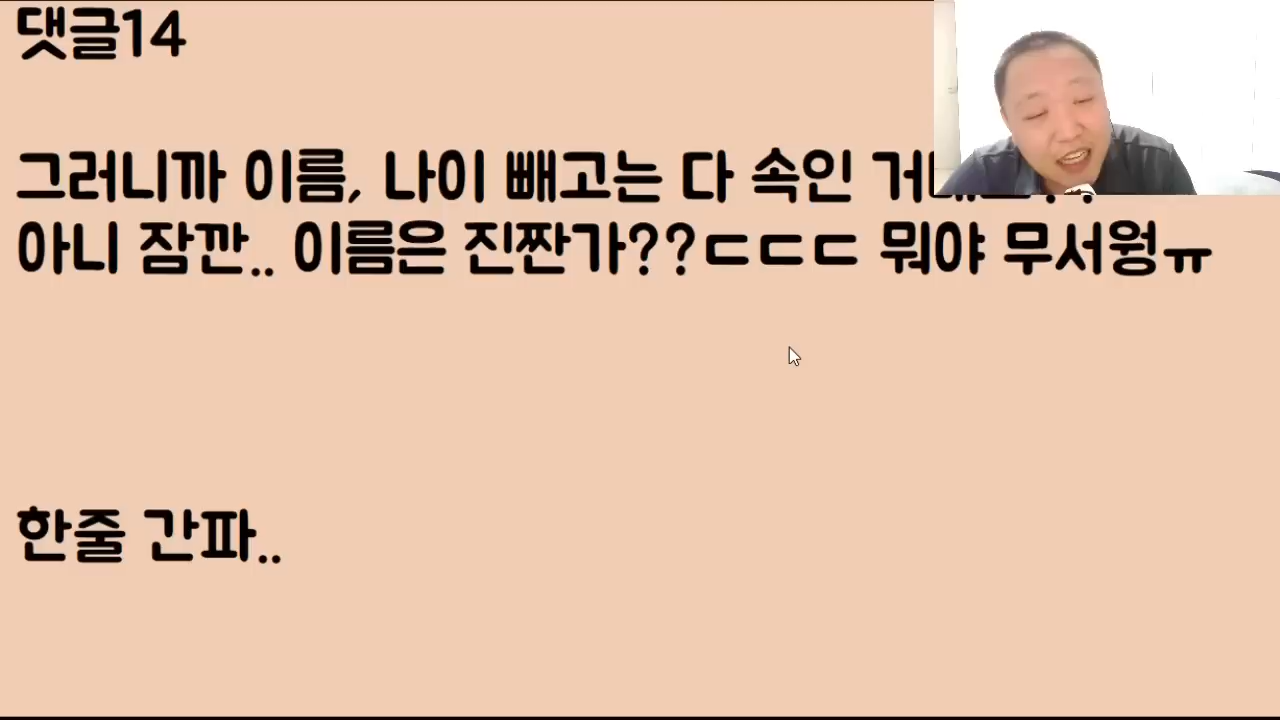 댓글14
그러니까 이름, 나이 빼고는 다 속인
아니 잠깐.. 이름은 진짠가??ㄷㄷㄷ 뭐야 무서웡ㅠ
한줄 간파..